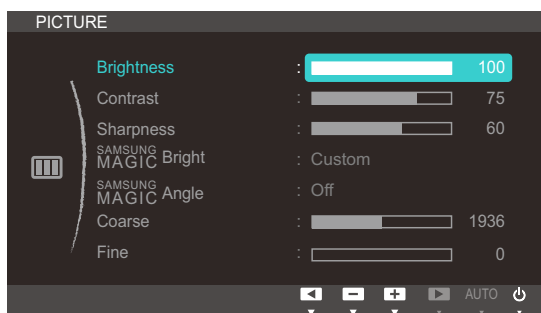 PICTURE
Brightness : 100
Contrast : 75
Sharpness : 60
SAMSUNG MAGIC Bright : Custom
SAMSUNG MAGIC Angle : Off
Coarse : 1936
Fine : 0
AUTO